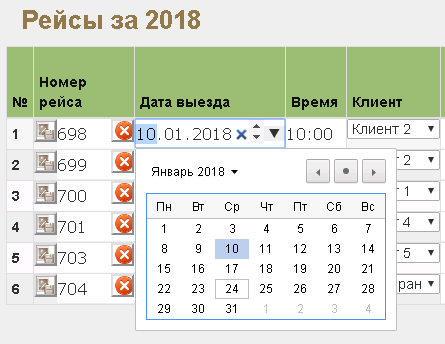 Рейсы за 2018
№ Номер рейса Дата выезда Время Клиент
1 698 10.01.2018 10:00 Клиент 2
2 699 2
3 700 1
4 701 4
5 703 5
6 704 ран
Январь 2018
Пн Вт Ср Чт Пт Сб Вс
1 2 3 4 5 6 7
8 9 10 11 12 13 14
15 16 17 18 19 20 21
22 23 24 25 26 27 28
29 30 31 1 2 3 4